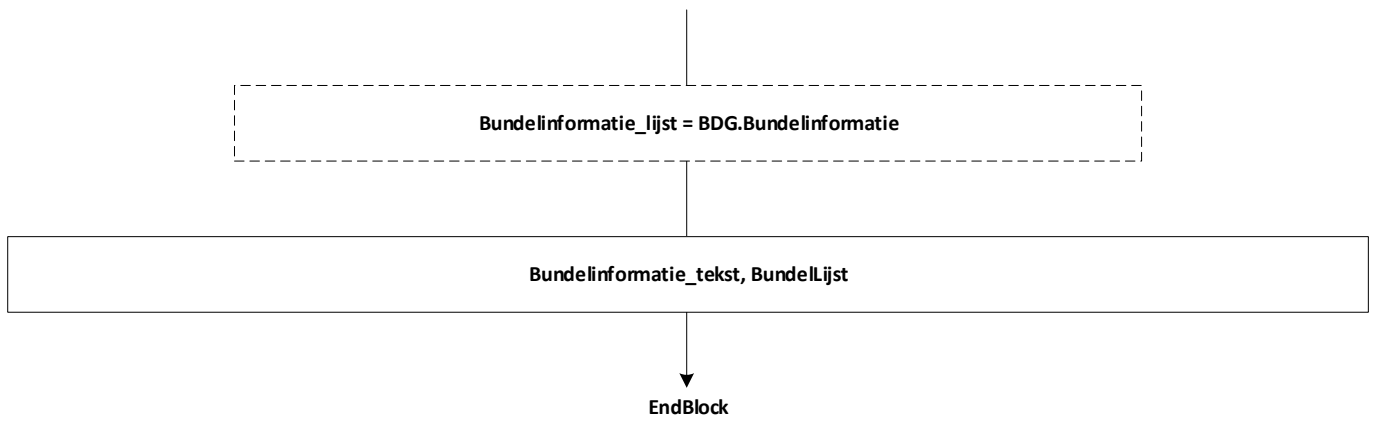 Bundelinformatie_lijst = BDG.Bundelinformatie
Bundelinformatie_tekst, BundelLijst
EndBlock